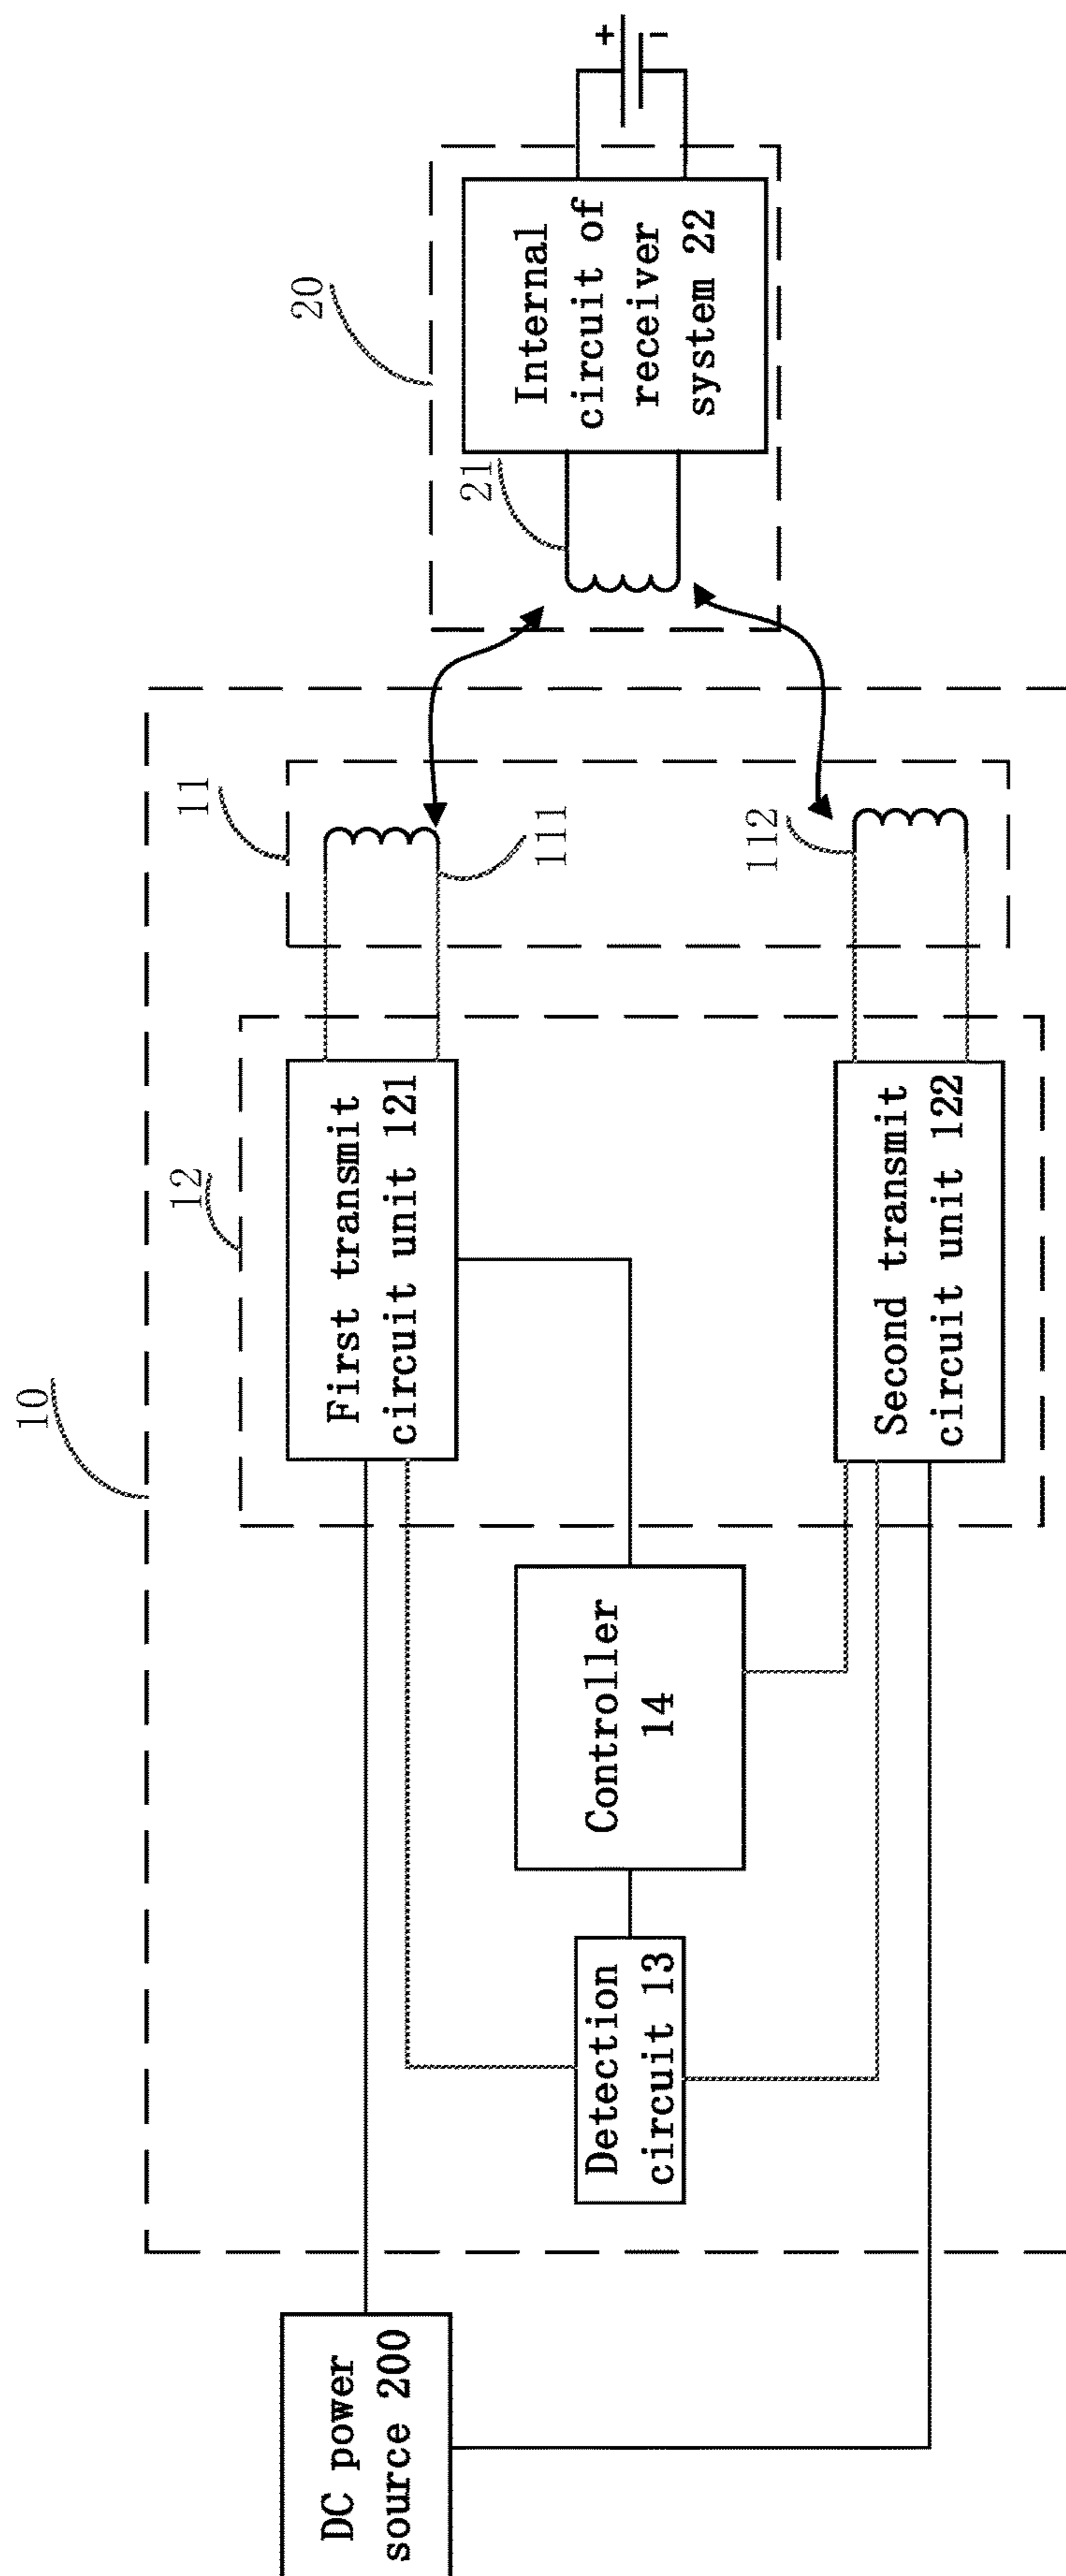 10
12
11
20
DC power
source 200
First transmit
circuit unit 121
111
21
+
-
Internal
circuit of
receiver
system 22
Detection
circuit 13
Controller
14
112
Second transmit
circuit unit 122